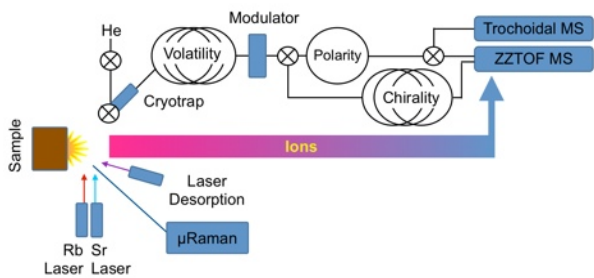 Modulator
He
Trochoidal MS
Volatility
Polarity
ZZTOF MS
Cryotrap
Chirality
Sample
Ions
Laser
Desorption
Rb Sr
Laser Laser
µRaman